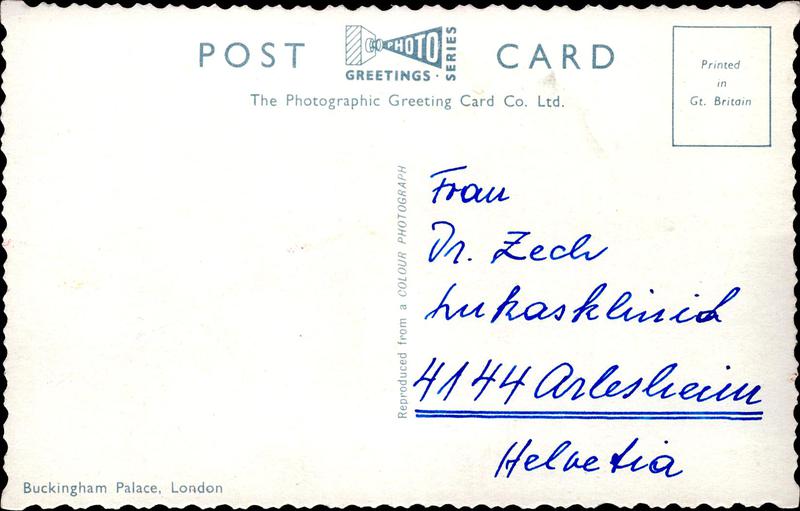 POST CARD
PHOTO
GREETINGS · SERIES
The Photographic Greeting Card Co. Ltd.
Printed
in
Gt. Britain
Reproduced from a COLOUR PHOTOGRAPH
Frau
Dr. Zech
Lukasklinik
4144 Arlesheim
Helvetia
Buckingham Palace, London